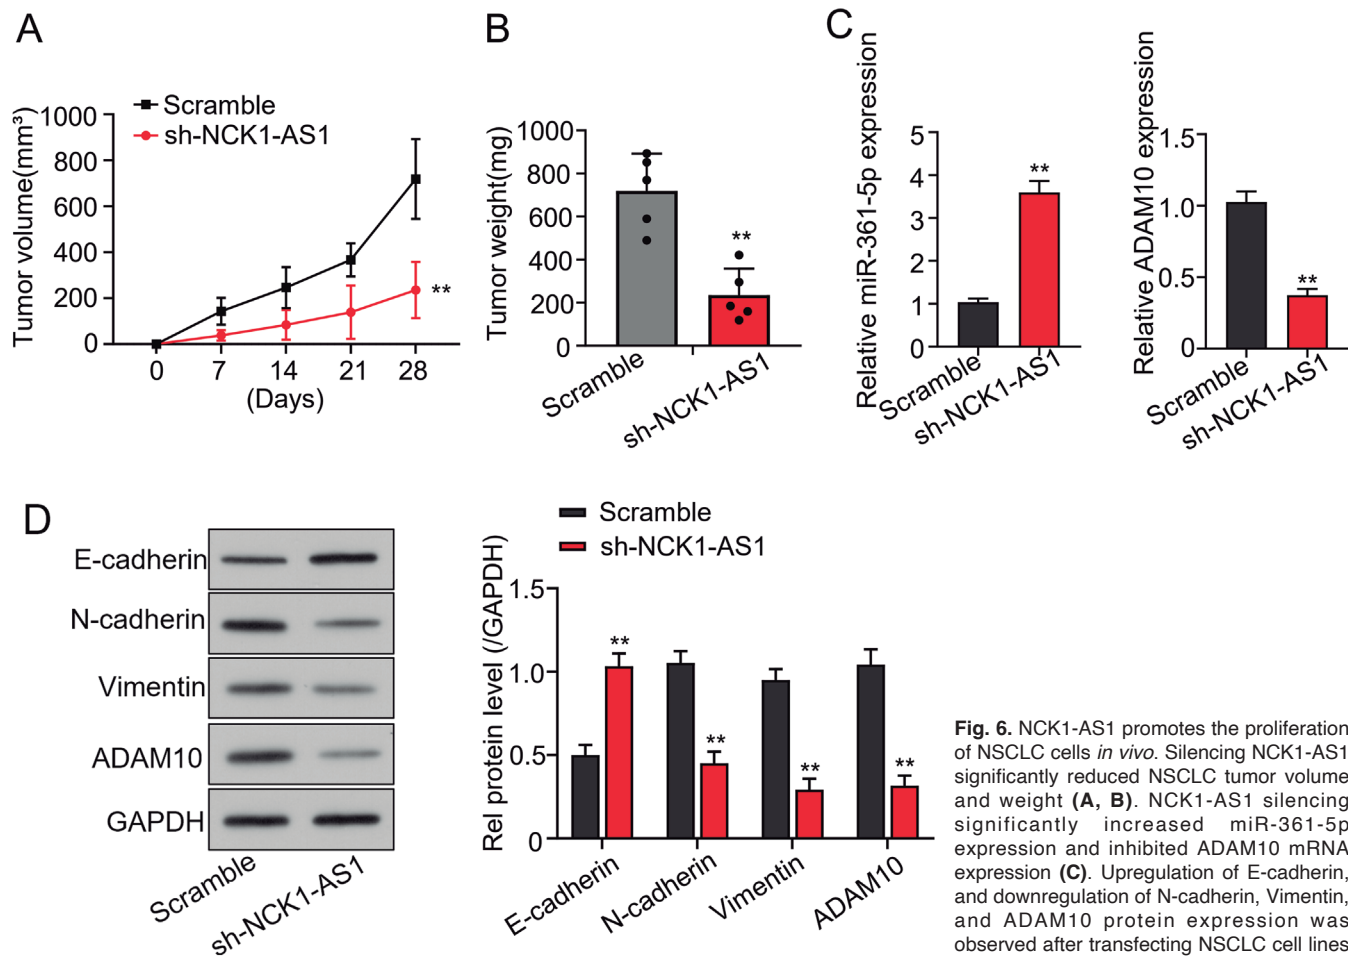 A
Scramble
sh-NCK1-AS1
Tumor volume(mm³)
1000
800
600
400
200
0
0 7 14 21 28
(Days)
**
B
Tumor weight(mg)
1000
800
600
400
200
0
**
Scramble
sh-NCK1-AS1
C
Relative miR-361-5p expression
5
4
3
2
1
0
**
Scramble
sh-NCK1-AS1
Relative ADAM10 expression
1.5
1.0
0.5
0
**
Scramble
sh-NCK1-AS1
D
E-cadherin
N-cadherin
Vimentin
ADAM10
GAPDH
Scramble
sh-NCK1-AS1
Scramble
sh-NCK1-AS1
Rel protein level (/GAPDH)
1.5
1.0
0.5
0
**
**
**
**
E-cadherin
N-cadherin
Vimentin
ADAM10
Fig. 6. NCK1-AS1 promotes the proliferation
of NSCLC cells in vivo. Silencing NCK1-AS1
significantly reduced NSCLC tumor volume
and weight (A, B). NCK1-AS1 silencing
significantly increased miR-361-5p
expression and inhibited ADAM10 mRNA
expression (C). Upregulation of E-cadherin,
and downregulation of N-cadherin, Vimentin,
and ADAM10 protein expression was
observed after transfecting NSCLC cell lines